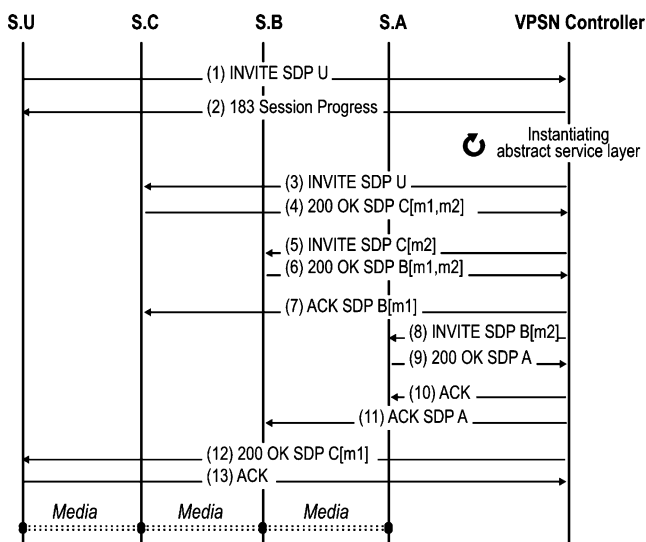 S.U S.C S.B S.A VPSN Controller
(1) INVITE SDP U
(2) 183 Session Progress
Instantiating
abstract service layer
(3) INVITE SDP U
(4) 200 OK SDP C[m1,m2]
(5) INVITE SDP C[m2]
(6) 200 OK SDP B[m1,m2]
(7) ACK SDP B[m1]
(8) INVITE SDP B[m2]
(9) 200 OK SDP A
(10) ACK
(11) ACK SDP A
(12) 200 OK SDP C[m1]
(13) ACK
Media Media Media